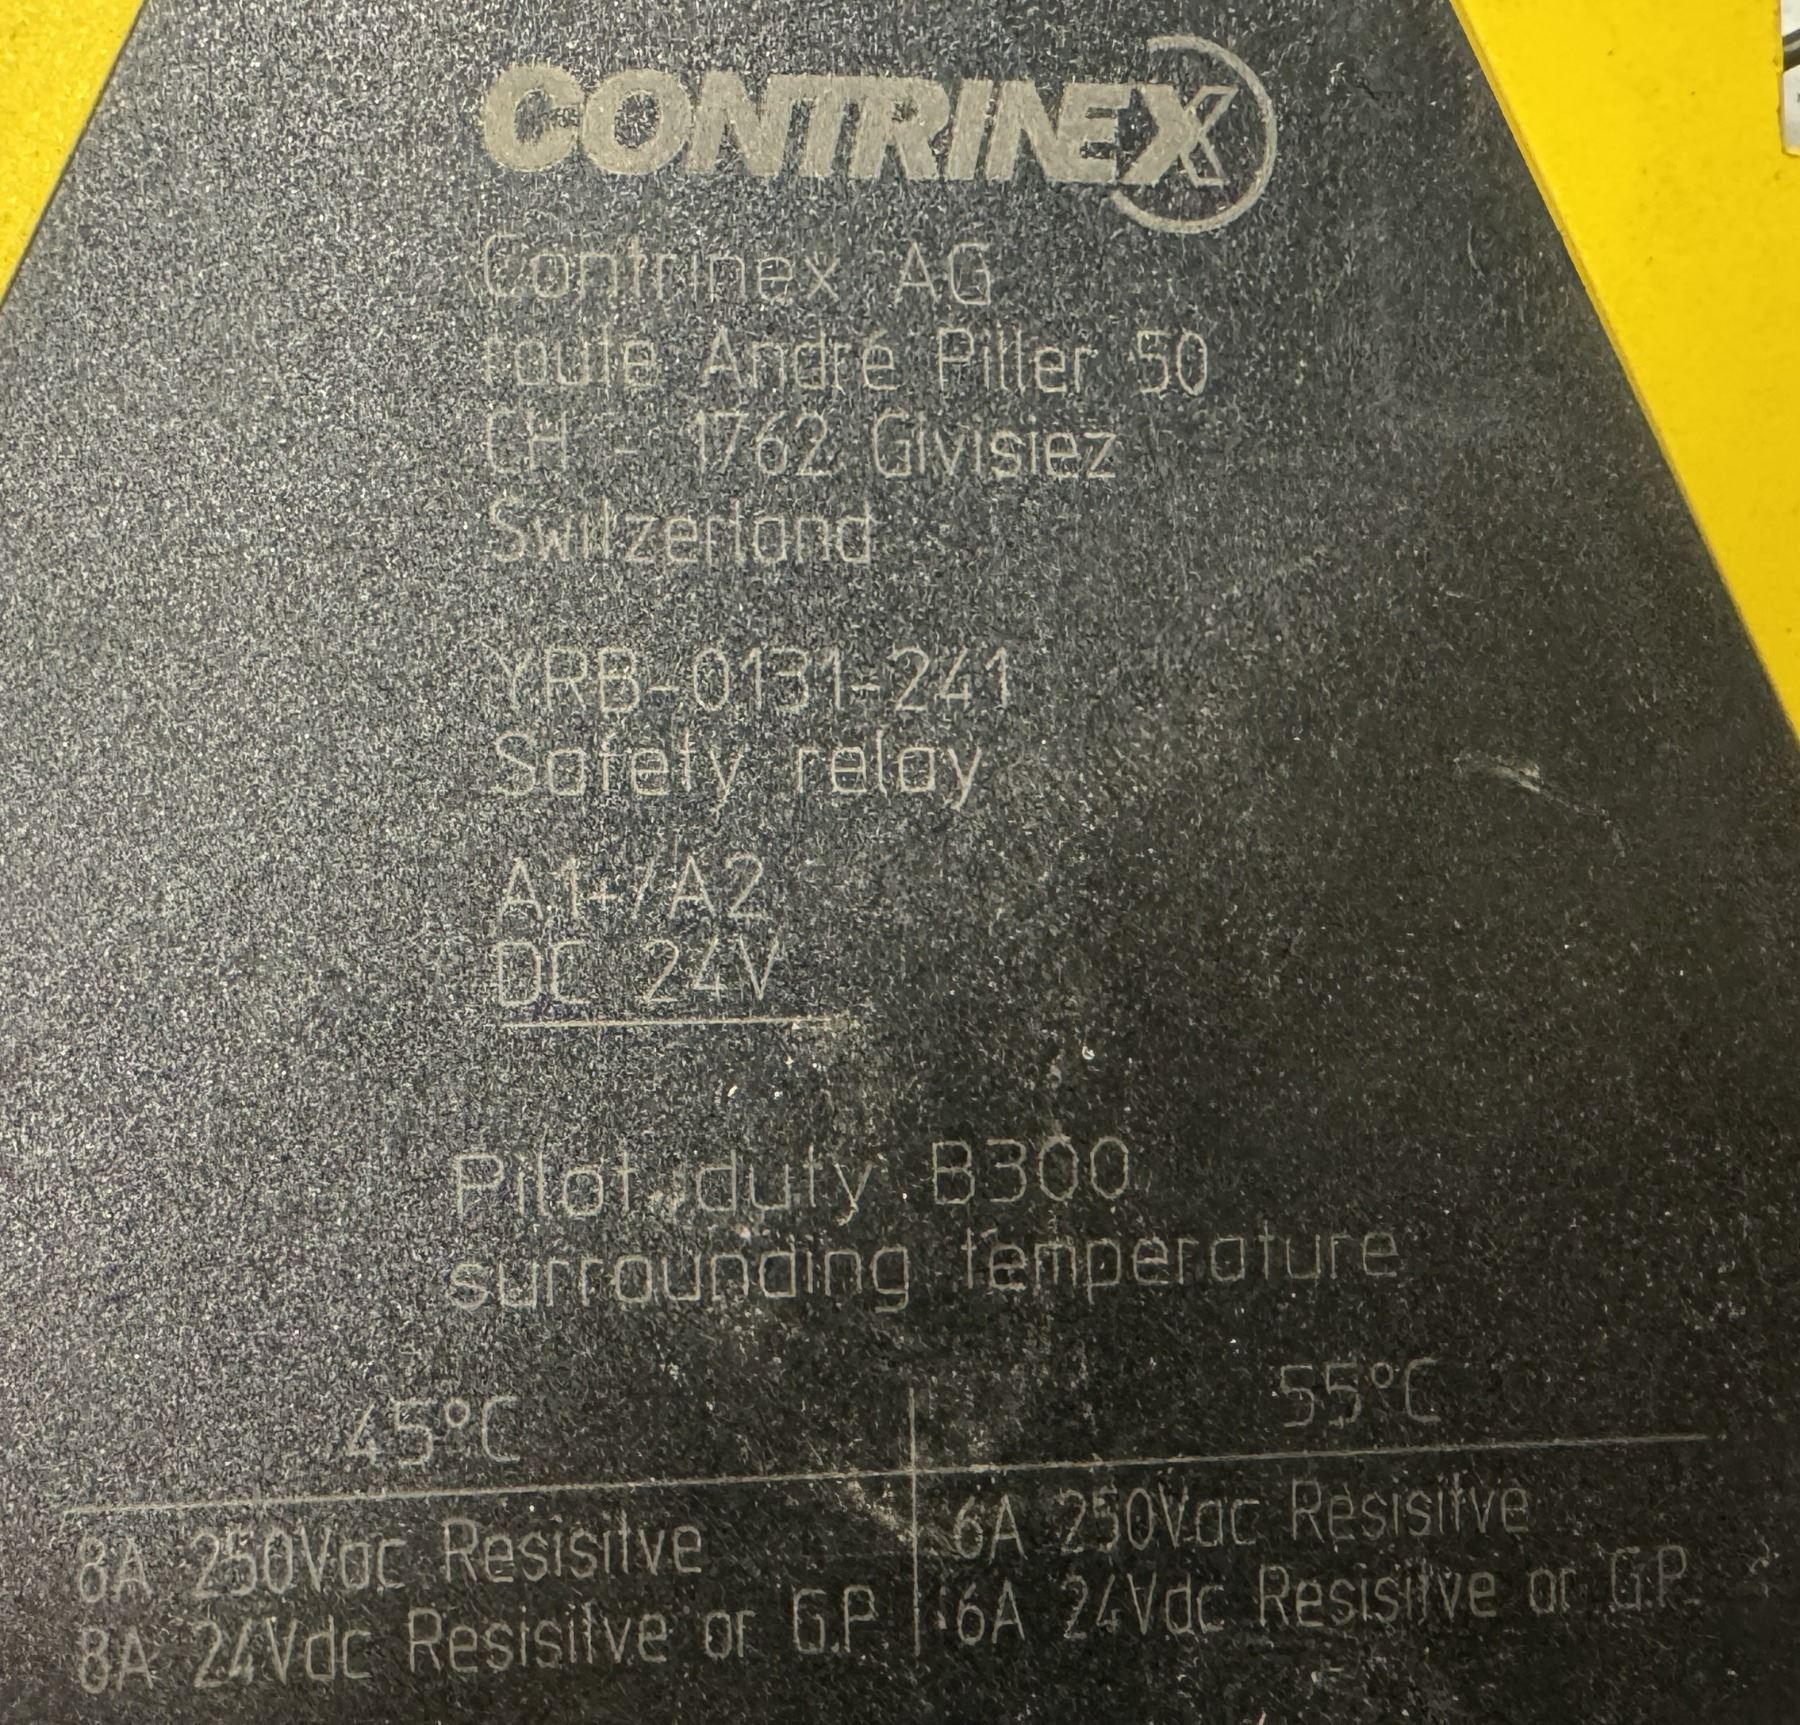 CONTRINEX
Contrinex AG
route André Piller 50
CH - 1762 Givisiez
Switzerland
YRB-0131-241
Safety relay
A1+/A2
DC 24V
Pilot duty B300
surrounding temperature
45°C
55°C
8A 250Vac Resisitve
6A 250Vac Resisitve
8A 24Vdc Resisitve or G.P.
6A 24Vdc Resisitve or G.P.